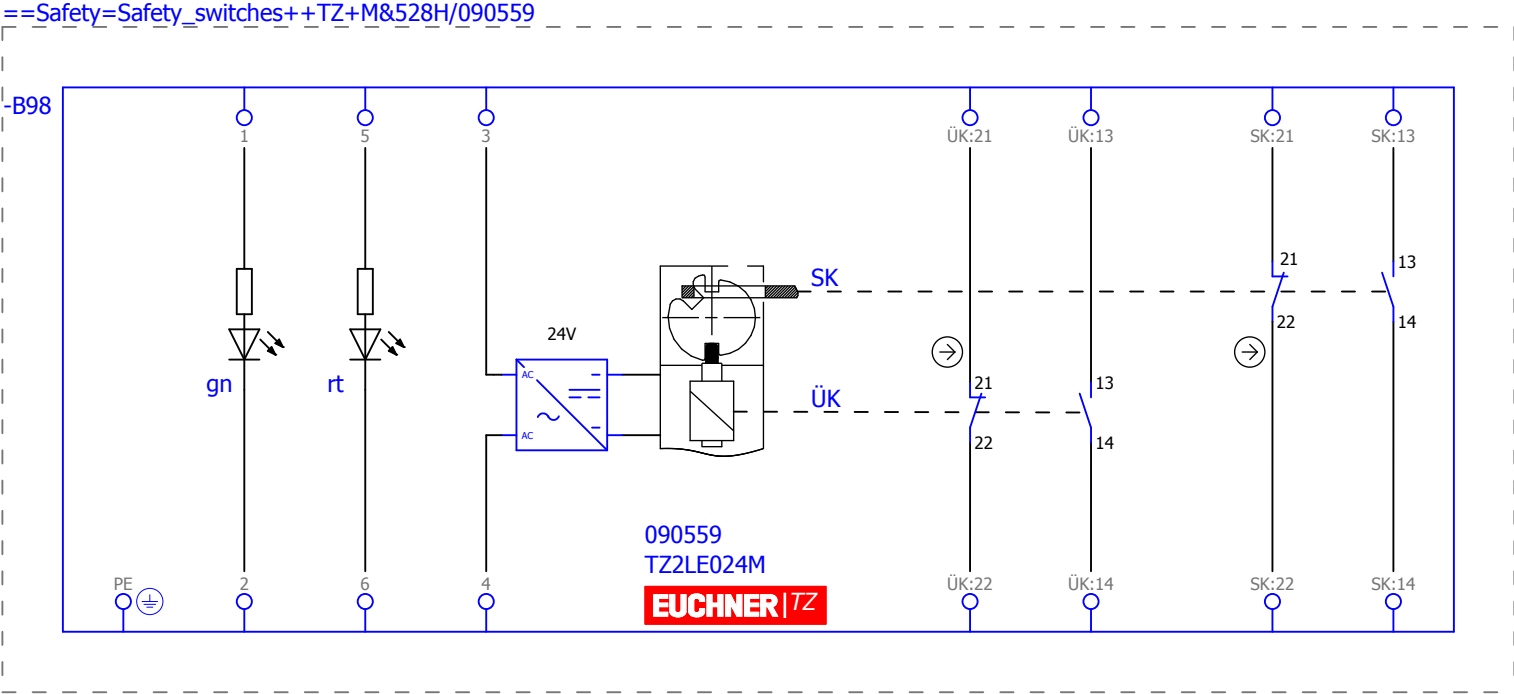 ==Safety=Safety_switches++TZ+M&528H/090559
-B98
1 5 3 ÜK:21 ÜK:13 SK:21 SK:13
21 13
SK
22 14
24V
gn rt
AC
21 13
ÜK
AC
22 14
090559
TZ2LE024M
PE 2 6 4 ÜK:22 ÜK:14 SK:22 SK:14
EUCHNER|TZ